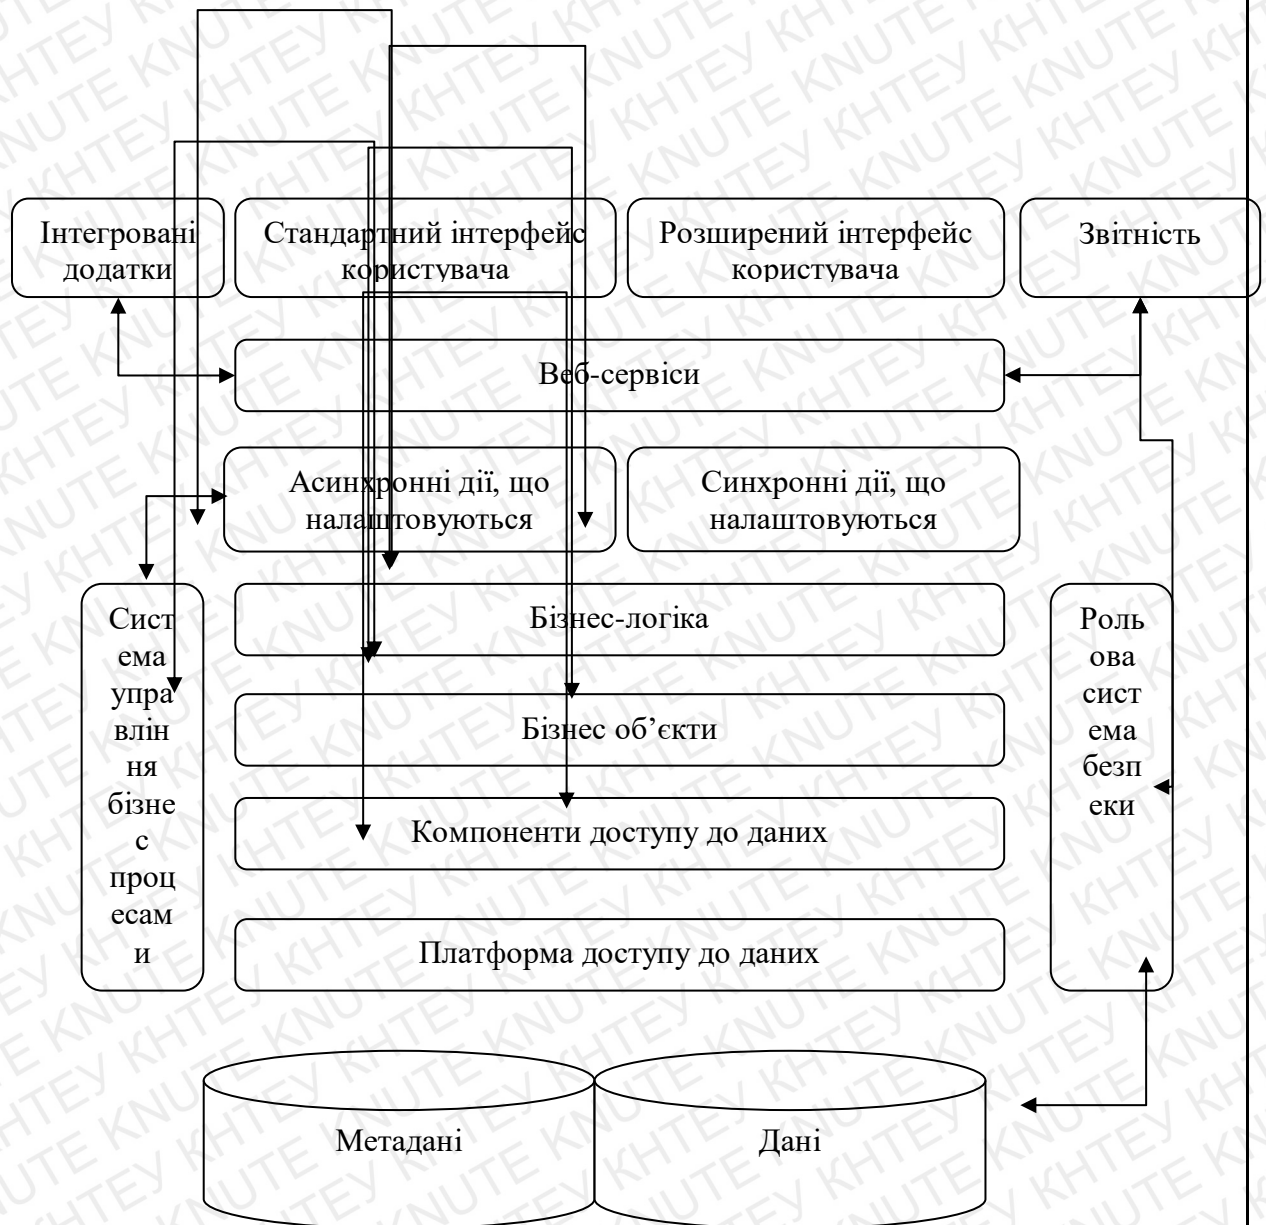 Інтегровані
додатки
Стандартний інтерфейс
користувача
Розширений інтерфейс
користувача
Звітність
Веб-сервіси
Асинхронні дії, що
налаштовуються
Синхронні дії, що
налаштовуються
Сист
ема
упра
влін
ня
бізне
с
проц
есам
и
Бізнес-логіка
Бізнес об’єкти
Компоненти доступу до даних
Платформа доступу до даних
Роль
ова
сист
ема
безп
еки
Метадані
Дані
КНТЕУ KNUTE